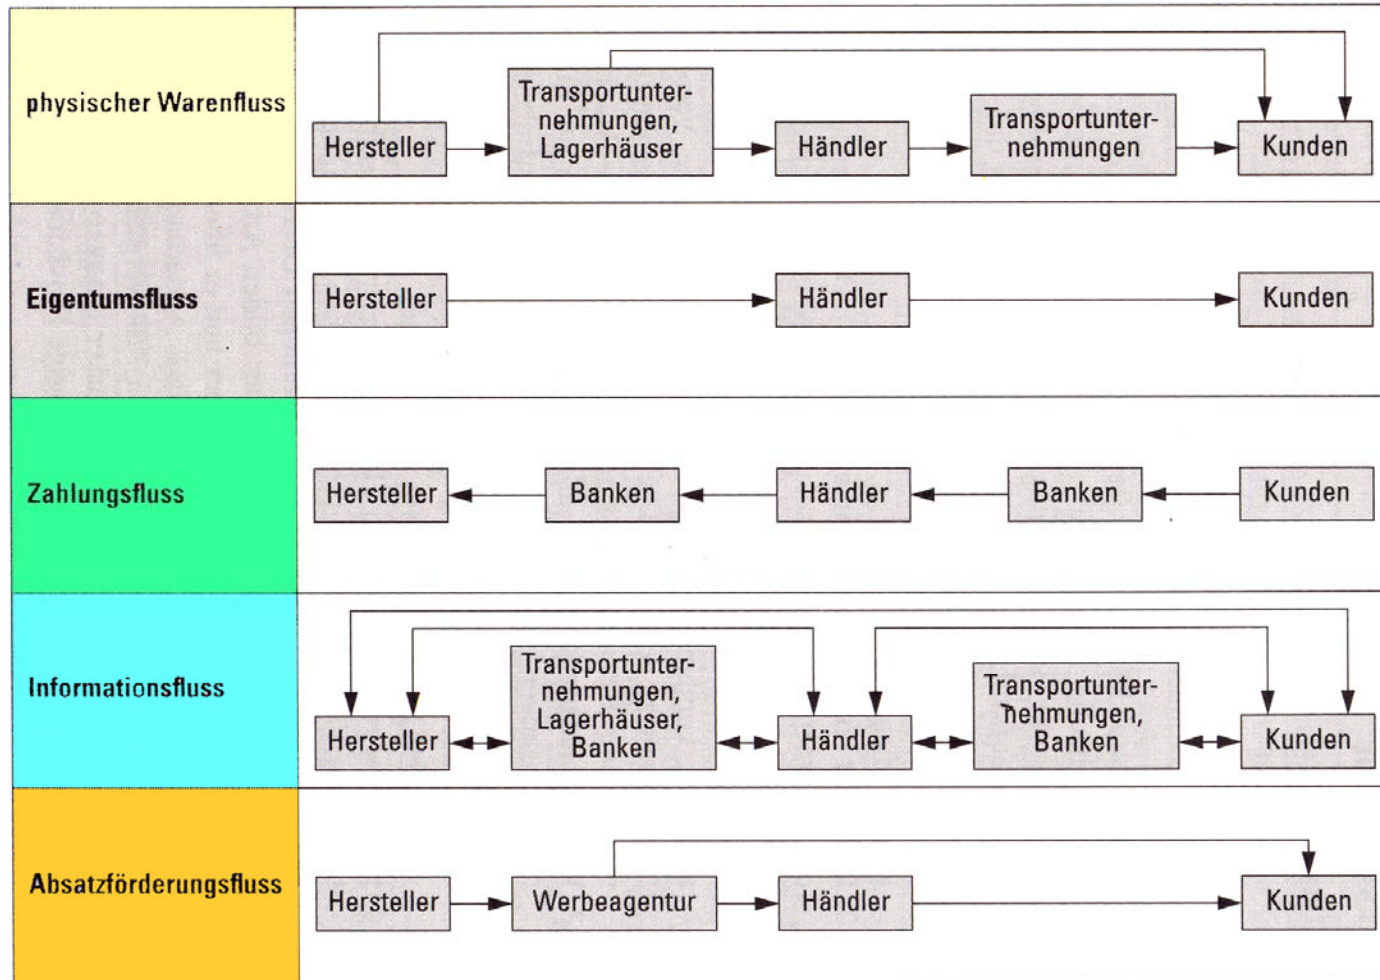 physischer Warenfluss
Hersteller
Transportunter-
nehmungen,
Lagerhäuser
Händler
Transportunter-
nehmungen
Kunden
Eigentumsfluss
Hersteller
Händler
Kunden
Zahlungsfluss
Hersteller
Banken
Händler
Banken
Kunden
Informationsfluss
Hersteller
Transportunter-
nehmungen,
Lagerhäuser,
Banken
Händler
Transportunter-
nehmungen,
Banken
Kunden
Absatzförderungsfluss
Hersteller
Werbeagentur
Händler
Kunden